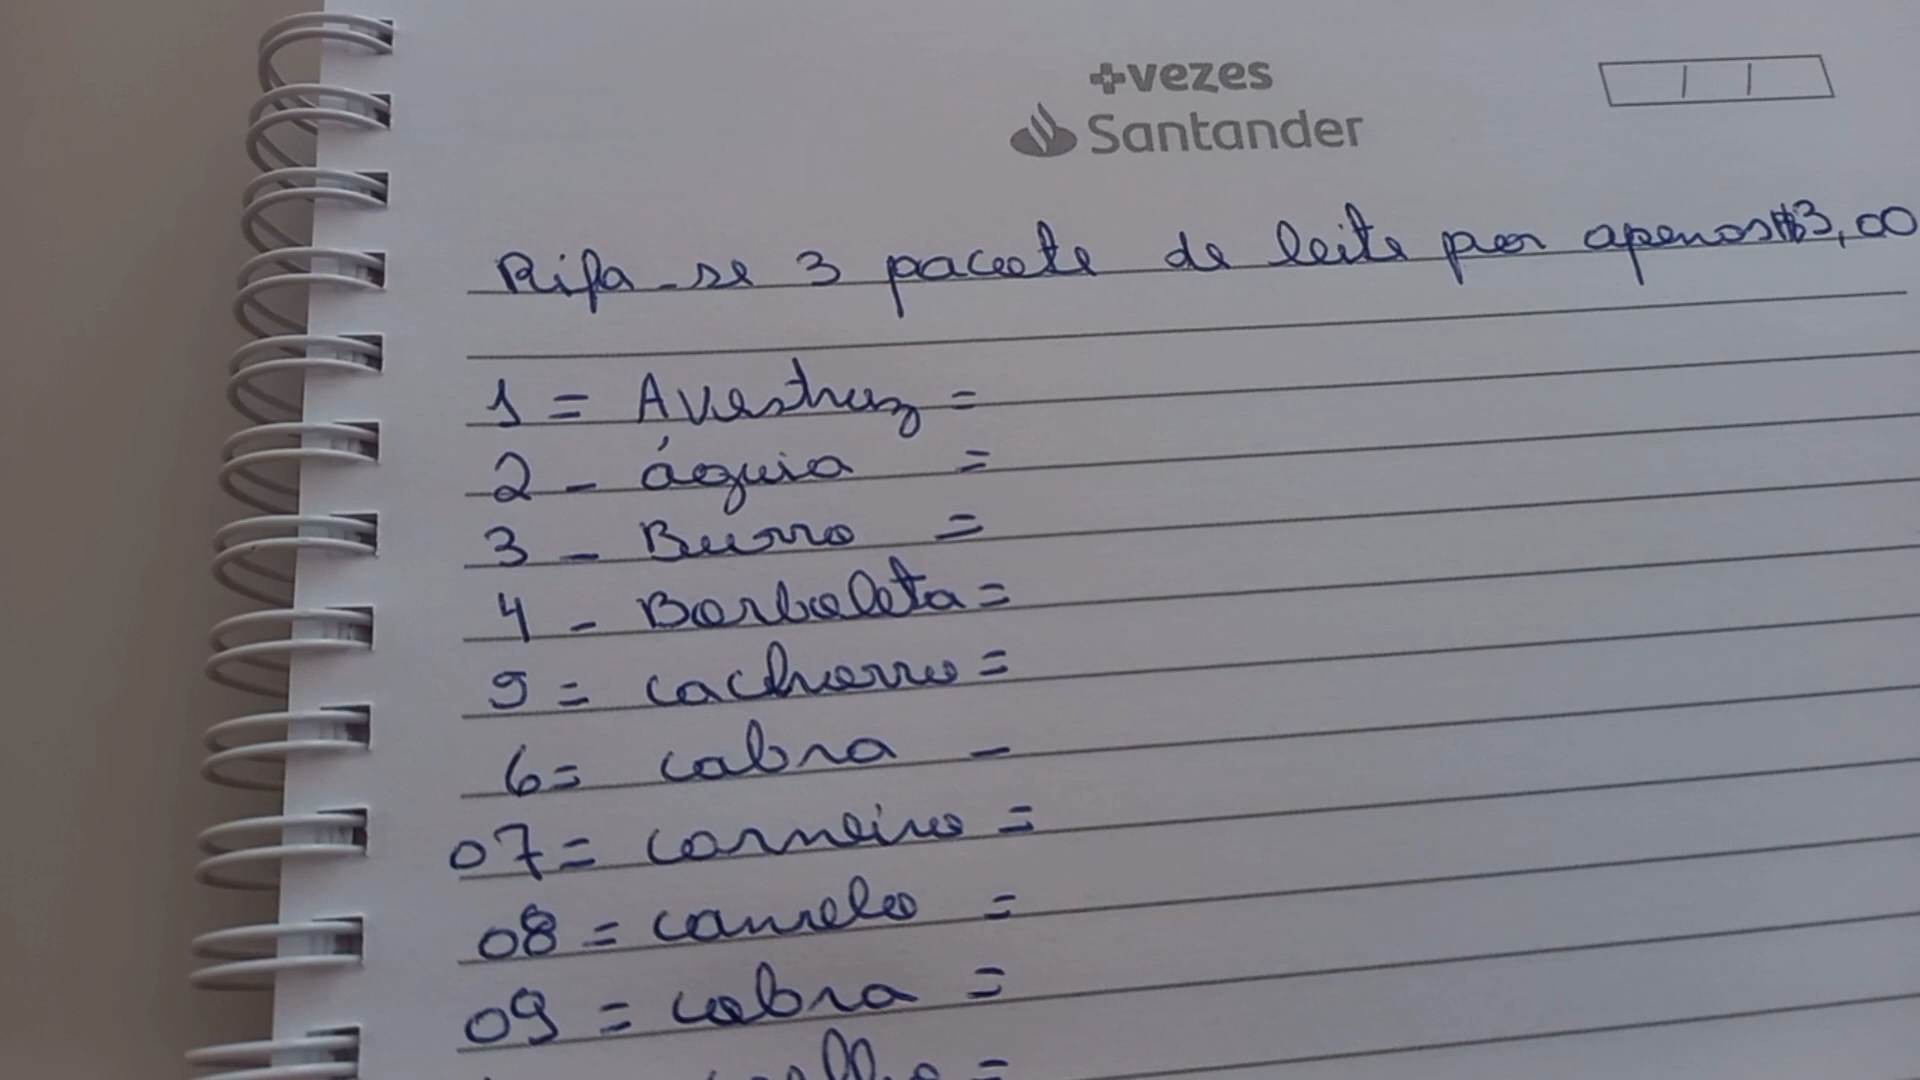 +vezes
Santander
Rifa-se 3 pacote de leite por apenas $3,00
1 = Avestruz =
2 - águia =
3 - Burro =
4 - Borboleta =
5 = cachorro =
6 = cabra -
07 = carneiro =
08 = camelo =
09 = cobra =
coelho =